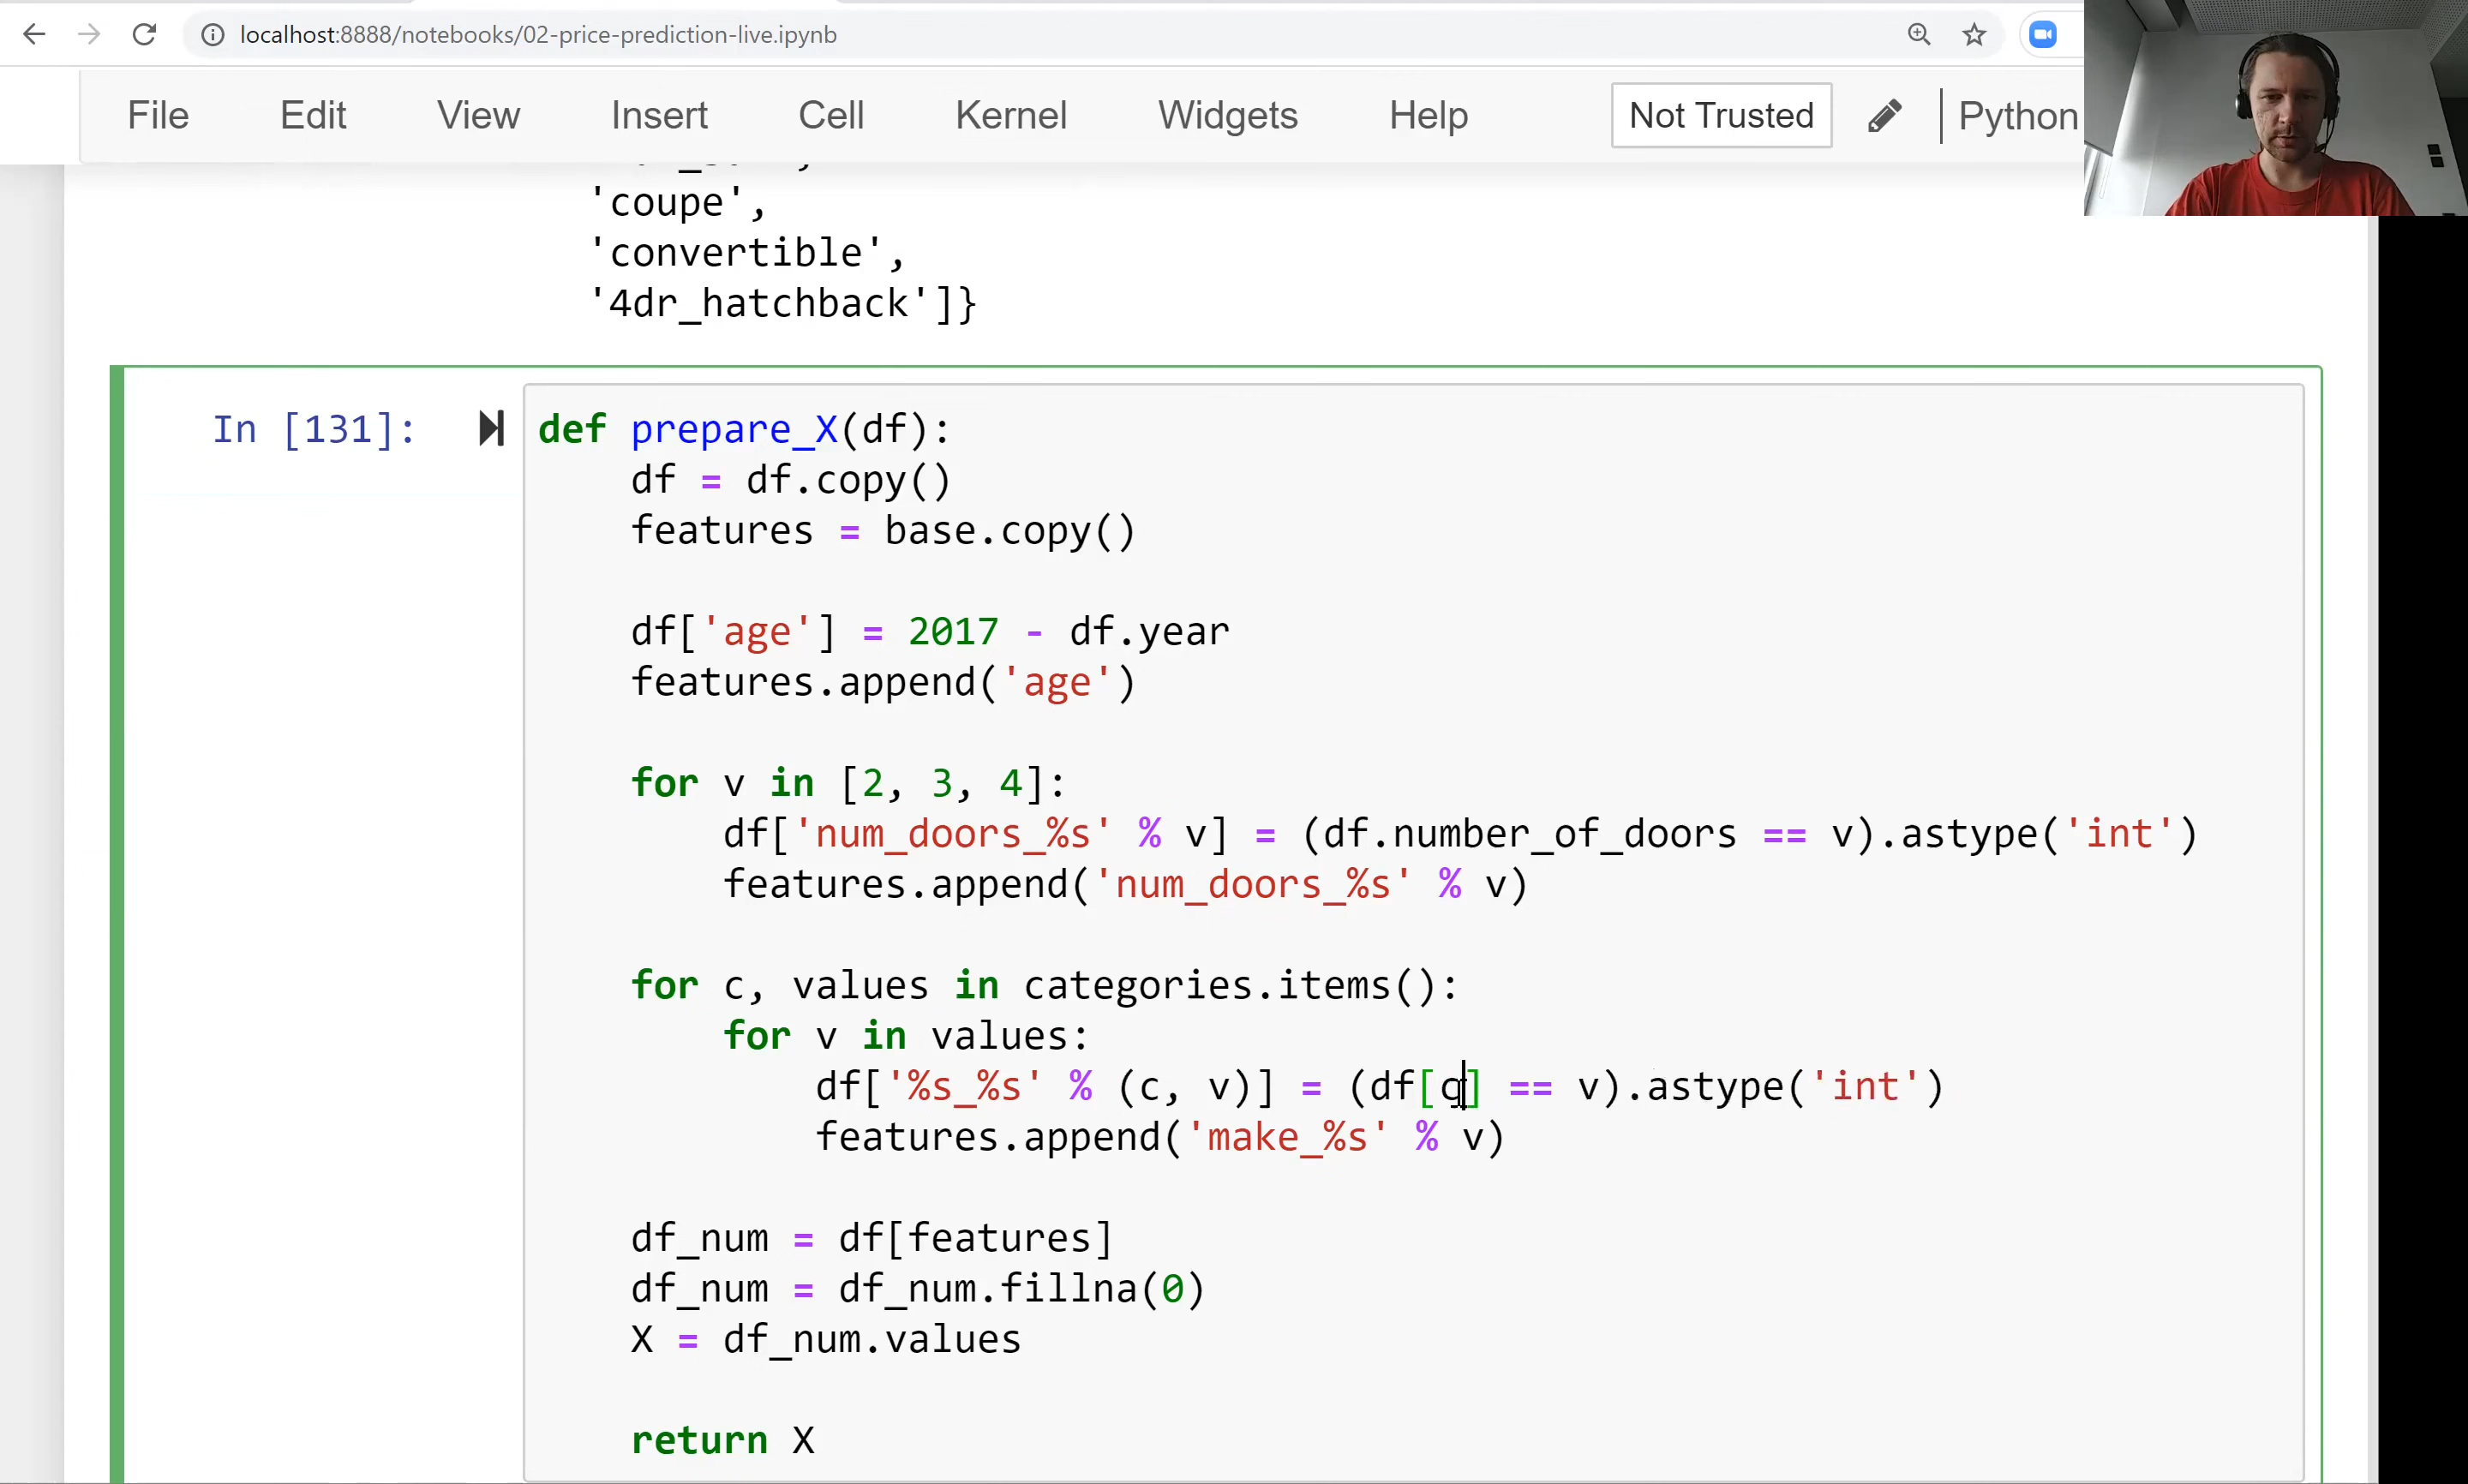 localhost:8888/notebooks/02-price-prediction-live.ipynb
File Edit View Insert Cell Kernel Widgets Help Not Trusted Python
'coupe',
'convertible',
'4dr_hatchback']}
In [131]:
def prepare_X(df):
    df = df.copy()
    features = base.copy()
    df['age'] = 2017 - df.year
    features.append('age')
    for v in [2, 3, 4]:
        df['num_doors_%s' % v] = (df.number_of_doors == v).astype('int')
        features.append('num_doors_%s' % v)
    for c, values in categories.items():
        for v in values:
            df['%s_%s' % (c, v)] = (df[c] == v).astype('int')
            features.append('make_%s' % v)
    df_num = df[features]
    df_num = df_num.fillna(0)
    X = df_num.values
    return X